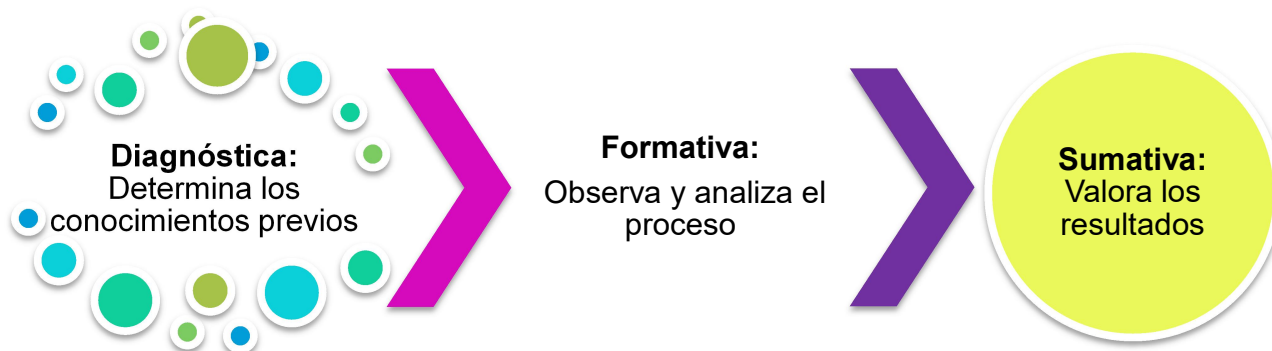 Diagnóstica:
Determina los
conocimientos previos
Formativa:
Observa y analiza el
proceso
Sumativa:
Valora los
resultados